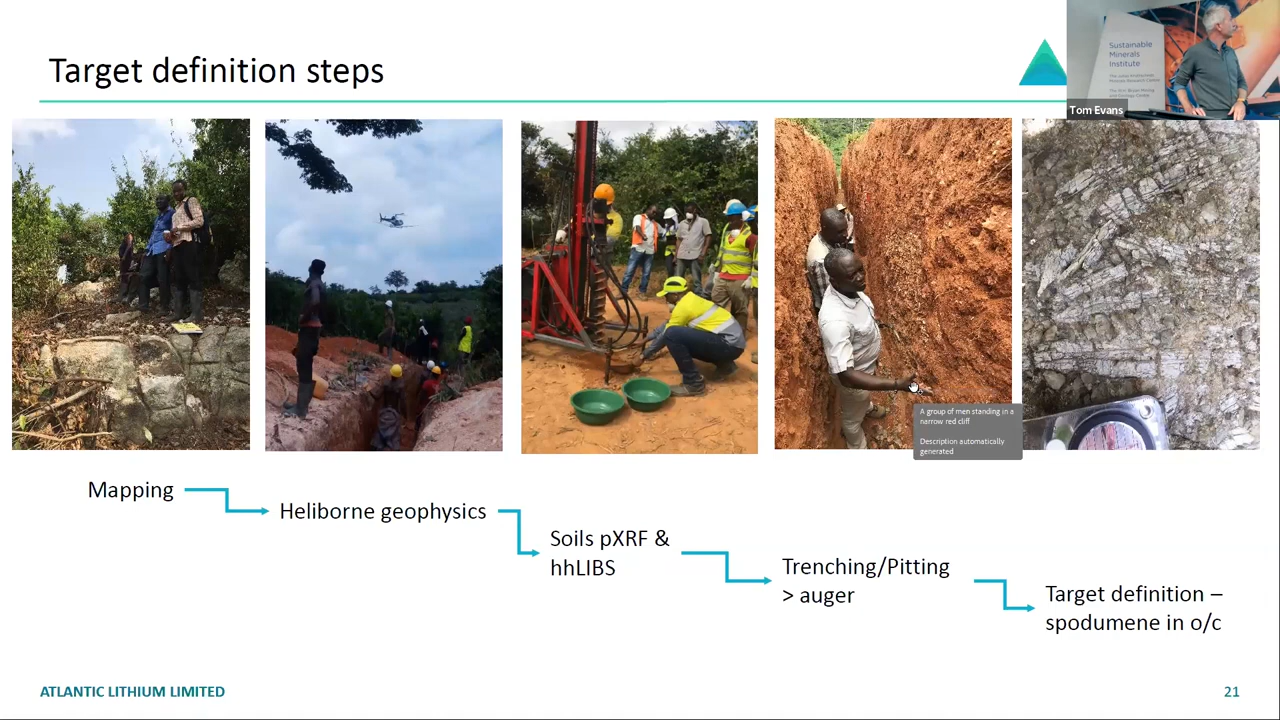 Target definition steps
Sustainable
Minerals
Institute
Tom Evans
A group of men standing in a
narrow red cliff
Description automatically
generated
Mapping
Heliborne geophysics
Soils pXRF &
hhLIBS
Trenching/Pitting
> auger
Target definition –
spodumene in o/c
ATLANTIC LITHIUM LIMITED
21